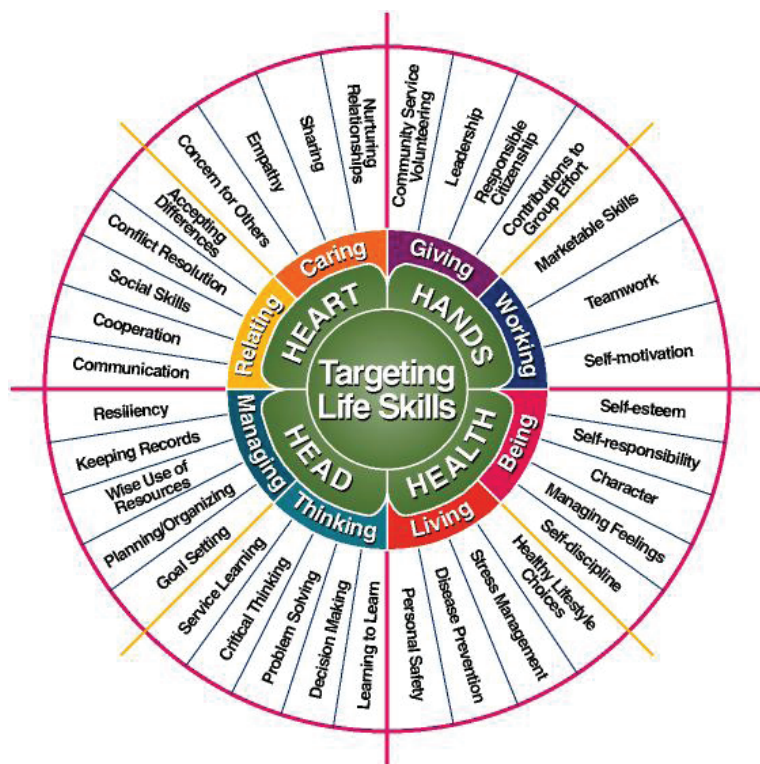 Targeting
Life Skills
HEART
HANDS
HEALTH
HEAD
Relating
Caring
Giving
Working
Being
Living
Thinking
Managing
Communication
Cooperation
Social Skills
Conflict Resolution
Accepting
Differences
Concern for Others
Empathy
Sharing
Nurturing
Relationships
Community Service
Volunteering
Leadership
Responsible
Citizenship
Contributions to
Group Effort
Marketable Skills
Teamwork
Self-motivation
Self-esteem
Self-responsibility
Character
Managing Feelings
Self-discipline
Healthy Lifestyle
Choices
Stress Management
Disease Prevention
Personal Safety
Learning to Learn
Decision Making
Problem Solving
Critical Thinking
Service Learning
Goal Setting
Planning/Organizing
Wise Use of
Resources
Keeping Records
Resiliency